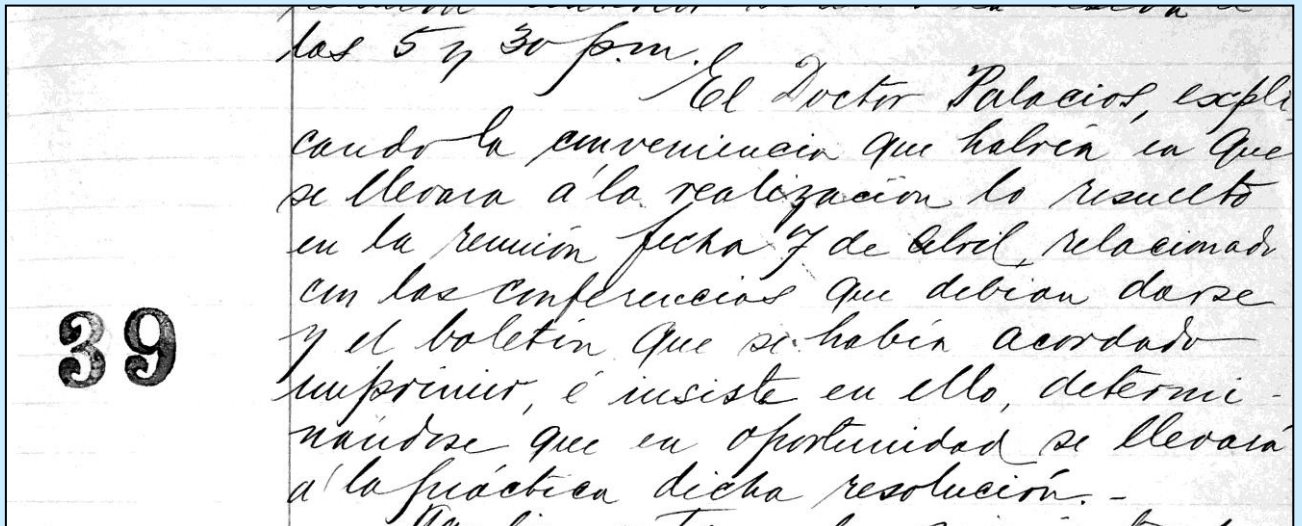 las 5 y 30 p.m.
El Doctor Palacios, expli-
cando la conveniencia que habría en que
se llevara á la realización lo resuelto
en la reunión fecha 7 de Abril, relacionado
con las conferencias que debían darse
y el boletín que se había acordado
39
imprimir, é insiste en ello, determi-
nándose que en oportunidad se llevará
á la práctica dicha resolución.-